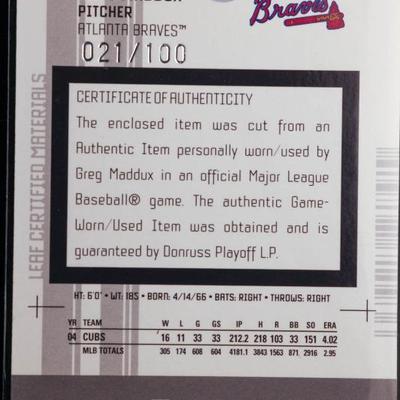 PITCHER
ATLANTA BRAVES™
Braves
021/100
LEAF CERTIFIED MATERIALS
CERTIFICATE OF AUTHENTICITY
The enclosed item was cut from an
Authentic Item personally worn/used by
Greg Maddux in an official Major League
Baseball® game. The authentic Game-
Worn/Used Item was obtained and is
guaranteed by Donruss Playoff L.P.
HT: 6'0" • WT: 185 • BORN: 4/14/66 • BATS: RIGHT • THROWS: RIGHT
YR TEAM W L G GS IP H R BB SO ERA
04 CUBS 16 11 33 33 212.2 218 103 33 151 4.02
MLB TOTALS 305 174 608 604 4181.1 3843 1563 871 2916 2.95